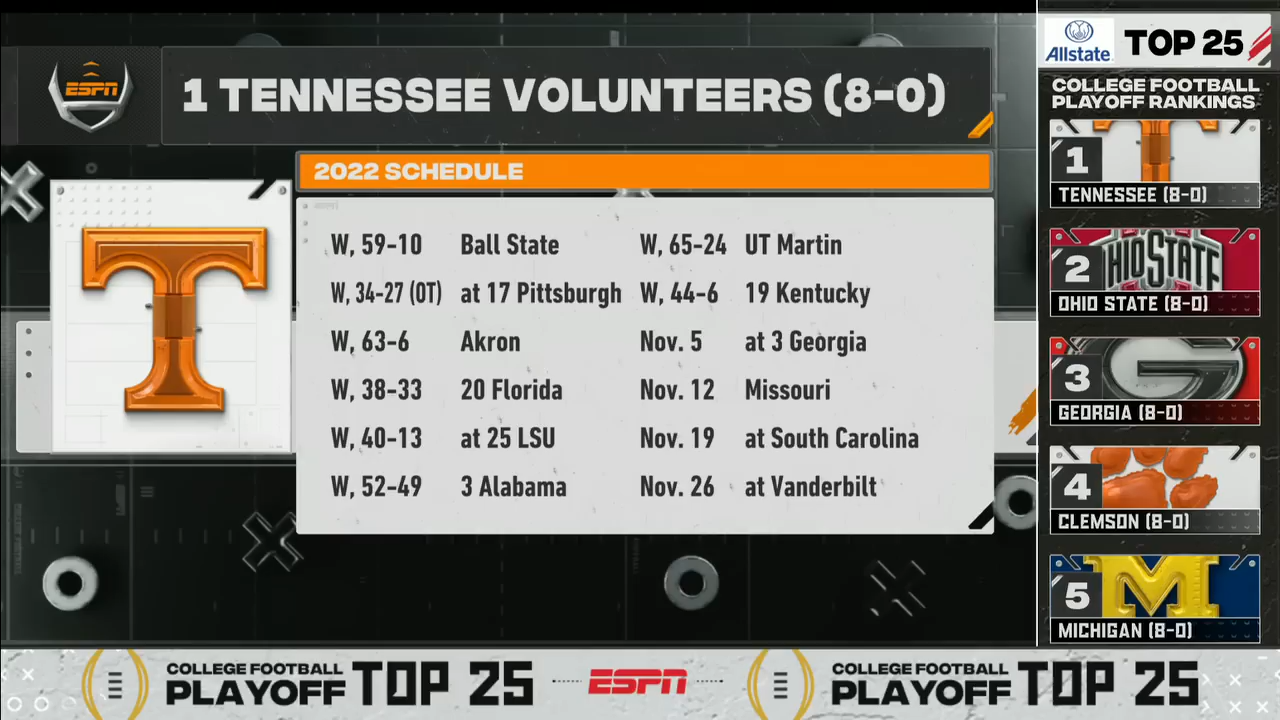 ESPN
1 TENNESSEE VOLUNTEERS (8-0)
2022 SCHEDULE
W, 59-10 Ball State
W, 34-27 (OT) at 17 Pittsburgh
W, 63-6 Akron
W, 38-33 20 Florida
W, 40-13 at 25 LSU
W, 52-49 3 Alabama
W, 65-24 UT Martin
W, 44-6 19 Kentucky
Nov. 5 at 3 Georgia
Nov. 12 Missouri
Nov. 19 at South Carolina
Nov. 26 at Vanderbilt
T
Allstate
TOP 25
COLLEGE FOOTBALL
PLAYOFF RANKINGS
1
T
TENNESSEE (8-0)
2
OHIO STATE
OHIO STATE (8-0)
3
G
GEORGIA (8-0)
4
CLEMSON (8-0)
5
M
MICHIGAN (8-0)
COLLEGE FOOTBALL
PLAYOFF TOP 25
ESPN
COLLEGE FOOTBALL
PLAYOFF TOP 25